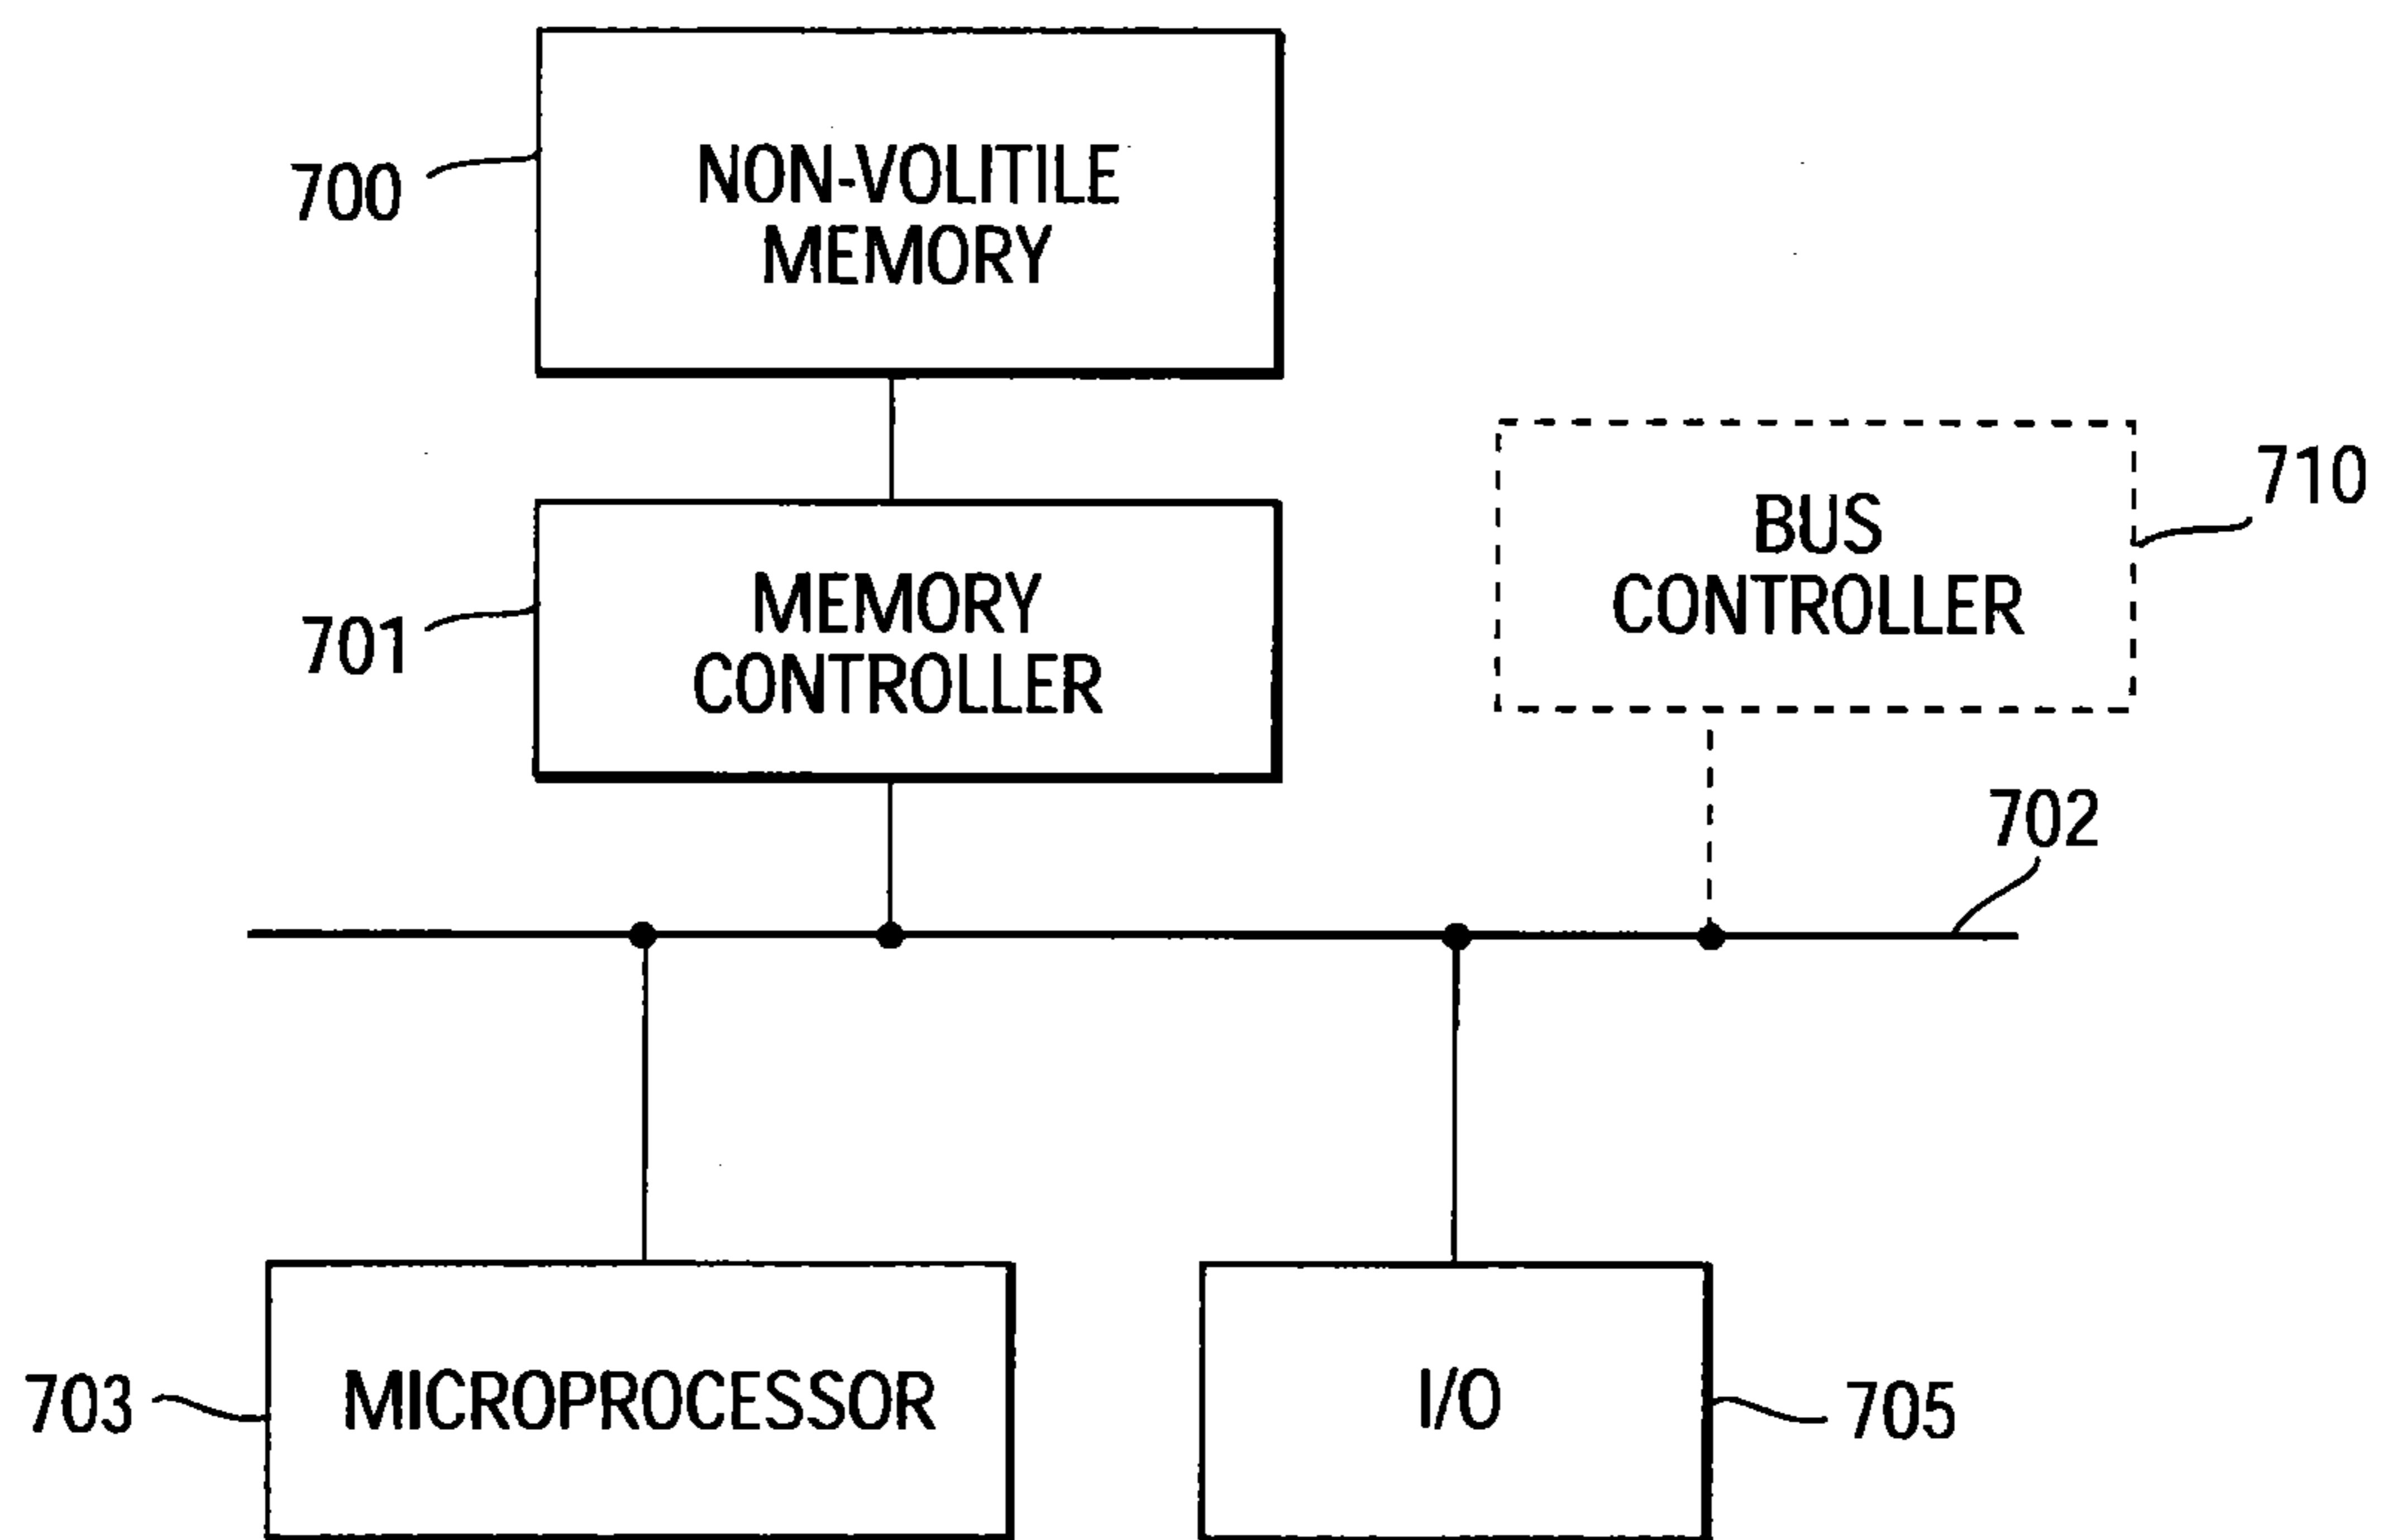 NON-VOLITILE
MEMORY
700
MEMORY
CONTROLLER
701
BUS
CONTROLLER
710
702
MICROPROCESSOR
703
I/O
705